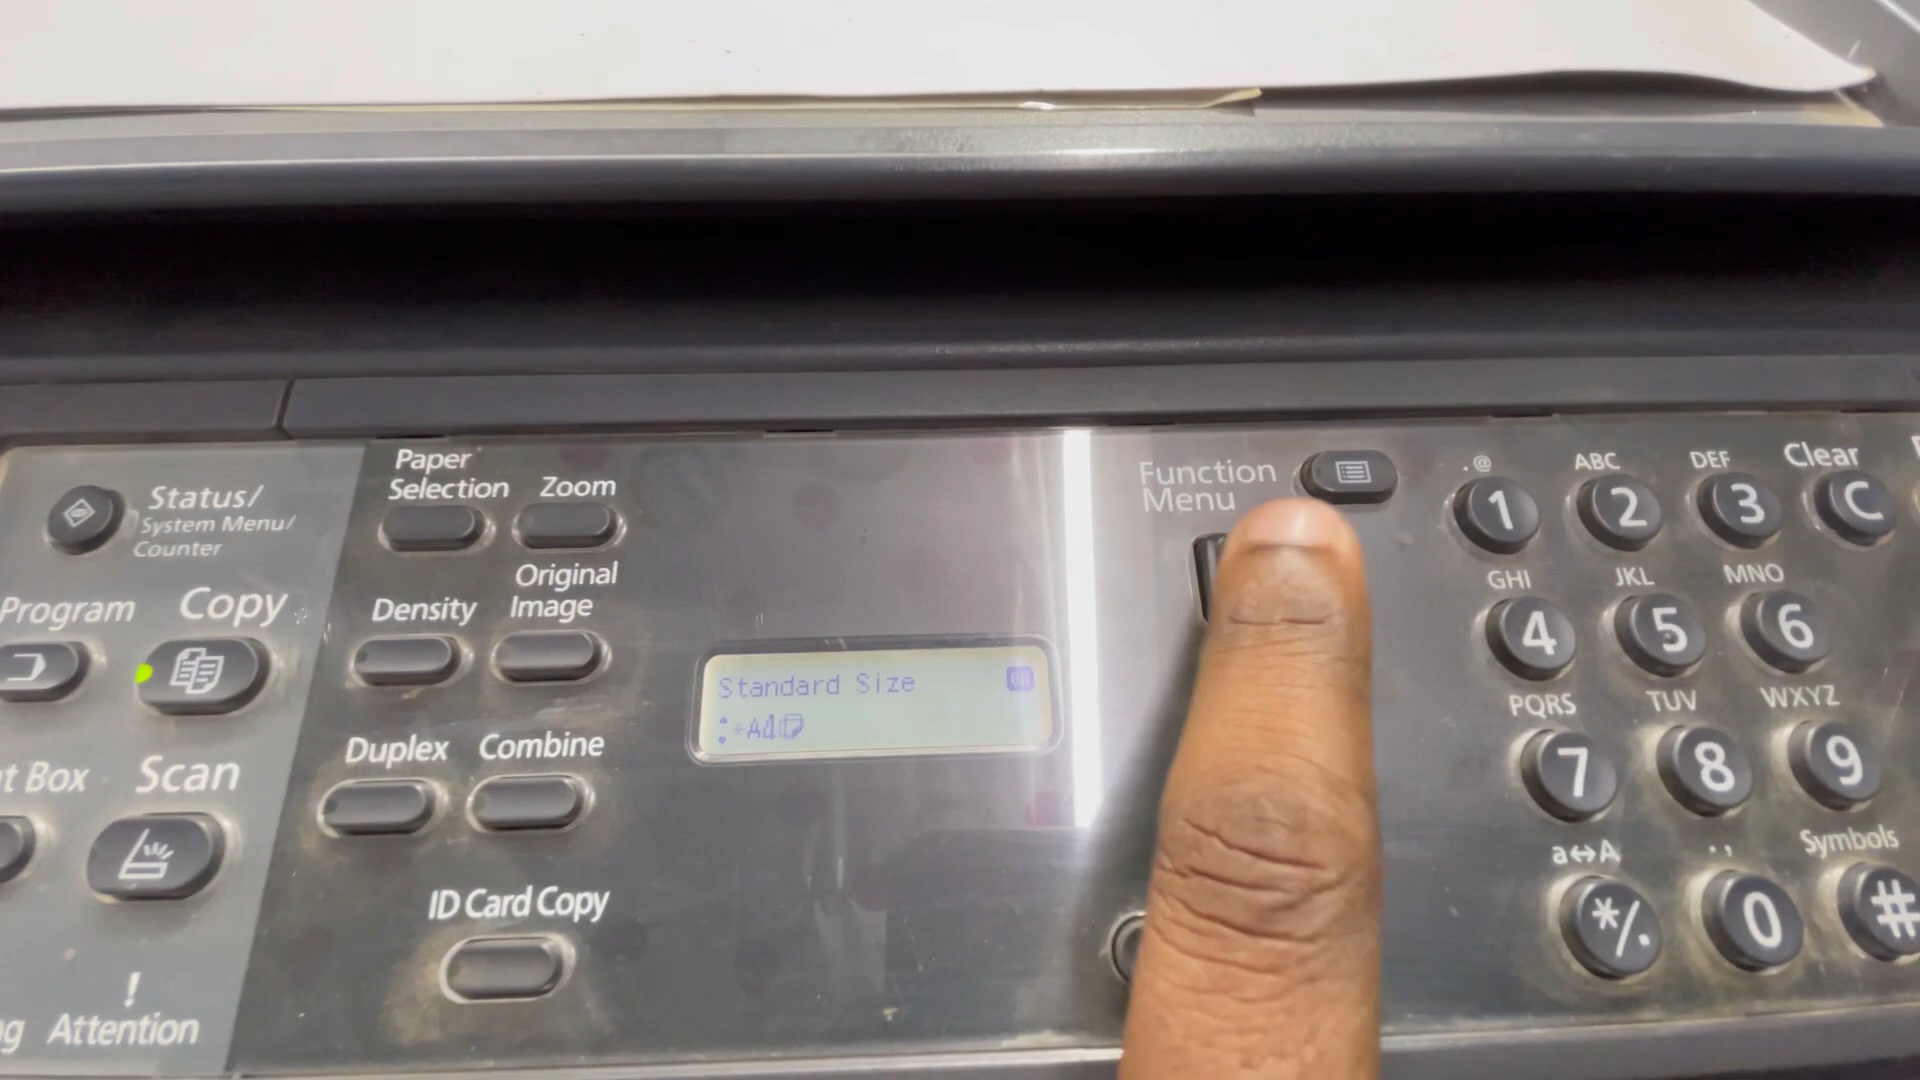 Status/
System Menu/
Counter
Program
Copy
t Box
Scan
!
Attention
Paper
Selection
Zoom
Density
Original
Image
Duplex
Combine
ID Card Copy
Standard Size OK
*A4
Function
Menu
.@
ABC
DEF
Clear
1
2
3
C
GHI
JKL
MNO
4
5
6
PQRS
TUV
WXYZ
7
8
9
a↔A
.,
Symbols
*/.
0
#